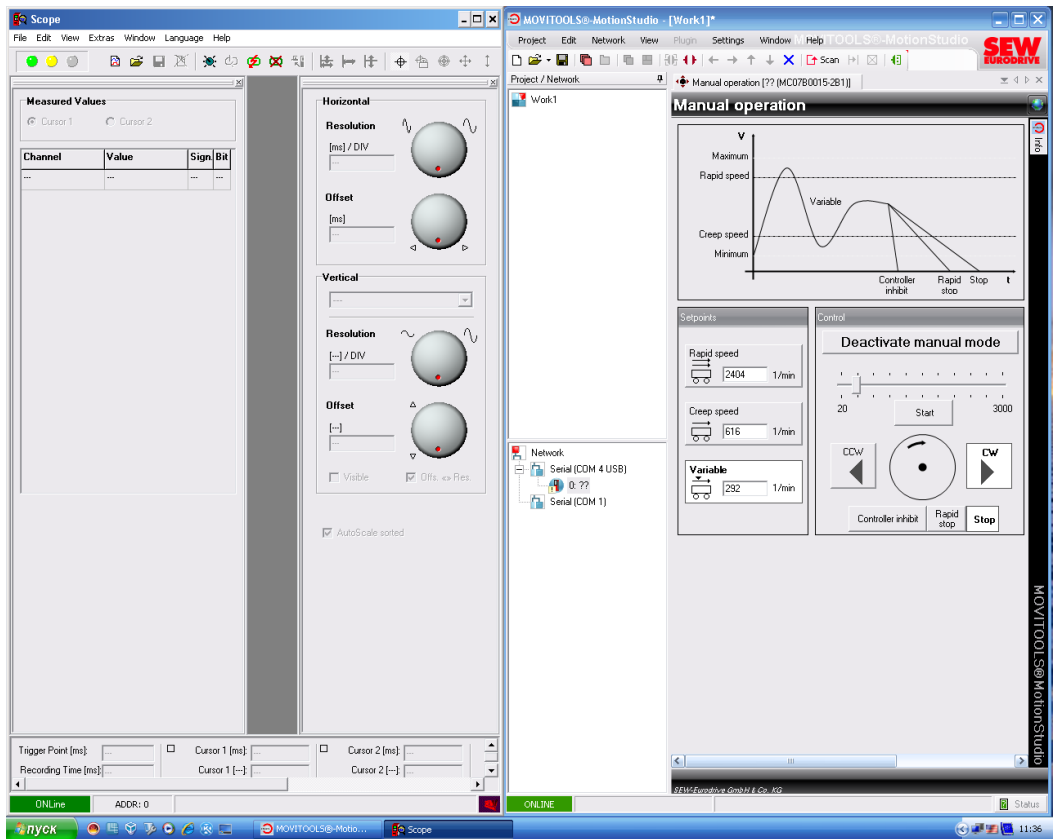 Scope
File Edit View Extras Window Language Help
Measured Values
Cursor 1 Cursor 2
Channel Value Sign. Bit
--- --- --- ---
Horizontal
Resolution
[ms] / DIV
---
Offset
[ms]
---
Vertical
---
Resolution
[---] / DIV
---
Offset
[---]
---
Visible Offs. <> Res.
AutoScale sorted
Trigger Point [ms]: --- Cursor 1 [ms]: --- Cursor 2 [ms]: ---
Recording Time [ms]: --- Cursor 1 [---]: --- Cursor 2 [---]: ---
ONLine ADDR: 0
MOVITOOLS®-MotionStudio - [Work1]*
Project Edit Network View Plugin Settings Window Help
SEW
EURODRIVE
Scan
Project / Network
Work1
Network
Serial (COM 4 USB)
0: ??
Serial (COM 1)
Manual operation [?? (MC07B0015-2B1)]
Manual operation
Info
V
Maximum
Rapid speed
Variable
Creep speed
Minimum
Controller inhibit Rapid stop Stop t
Setpoints
Rapid speed
2404 1/min
Creep speed
616 1/min
Variable
292 1/min
Control
Deactivate manual mode
20 Start 3000
CCW CW
Controller inhibit Rapid stop Stop
MOVITOOLS® MotionStudio
SEW-Eurodrive GmbH & Co. KG
ONLINE Status
пуск MOVITOOLS®-Motio... Scope 11:36